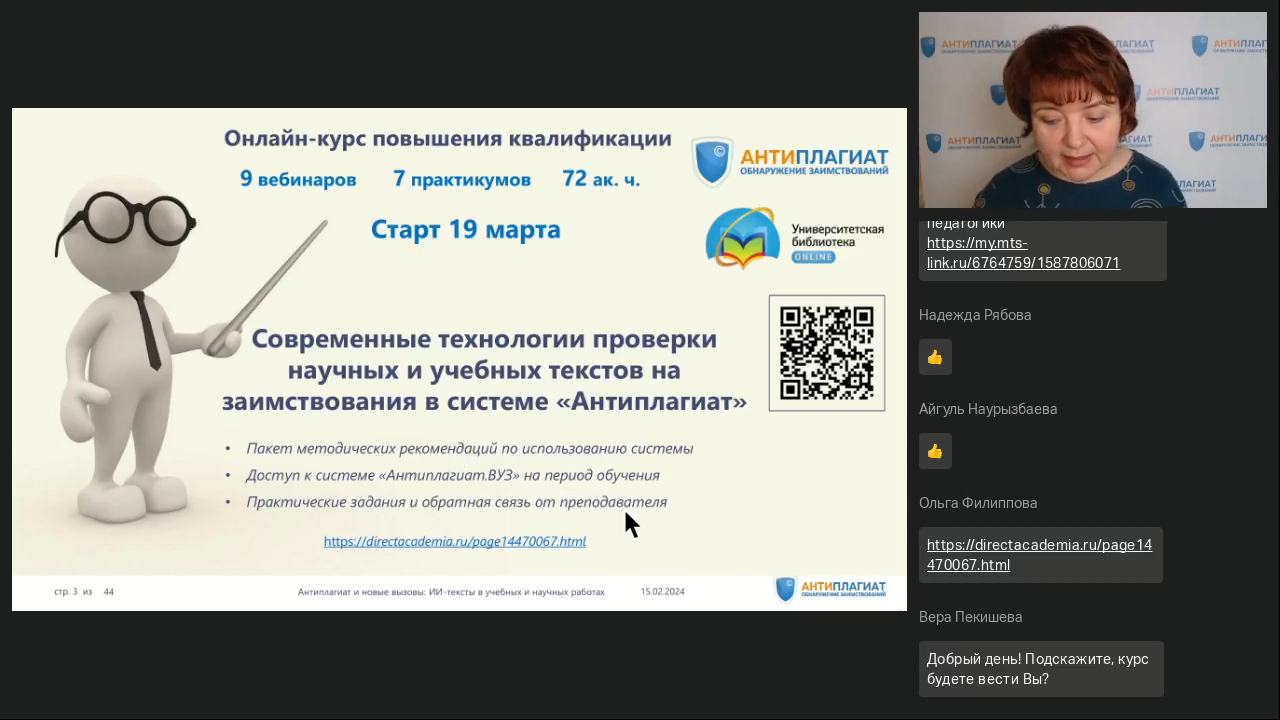 Онлайн-курс повышения квалификации
9 вебинаров 7 практикумов 72 ак. ч.
Старт 19 марта
АНТИПЛАГИАТ
ОБНАРУЖЕНИЕ ЗАИМСТВОВАНИЙ
Университетская
библиотека
ONLINE
Современные технологии проверки
научных и учебных текстов на
заимствования в системе «Антиплагиат»
• Пакет методических рекомендаций по использованию системы
• Доступ к системе «Антиплагиат.ВУЗ» на период обучения
• Практические задания и обратная связь от преподавателя
https://directacademia.ru/page14470067.html
стр. 3 из 44
Антиплагиат и новые вызовы: ИИ-тексты в учебных и научных работах
15.02.2024
АНТИПЛАГИАТ
ОБНАРУЖЕНИЕ ЗАИМСТВОВАНИЙ
АНТИПЛАГИАТ
педагогики
https://my.mts-
link.ru/6764759/1587806071
Надежда Рябова
Айгуль Наурызбаева
Ольга Филиппова
https://directacademia.ru/page14
470067.html
Вера Пекишева
Добрый день! Подскажите, курс
будете вести Вы?